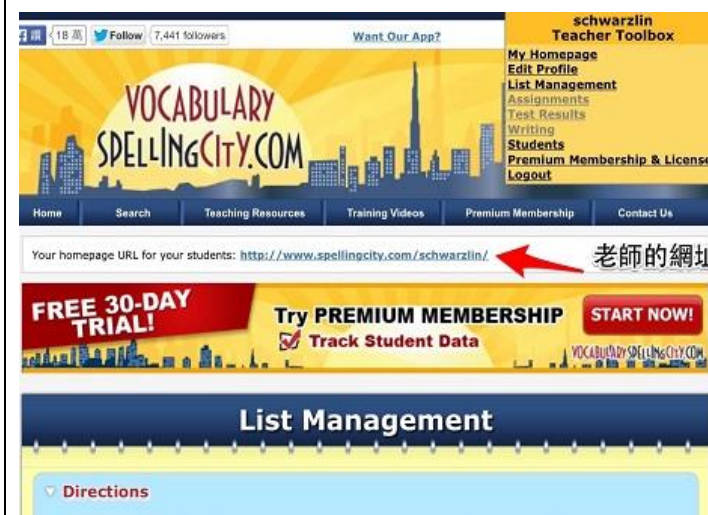 讚 18 萬 Follow 7,441 followers Want Our App?
schwarzlin
Teacher Toolbox
My Homepage
Edit Profile
List Management
Assignments
Test Results
Writing
Students
Premium Membership & License
Logout
VOCABULARY
SPELLINGCITY.COM
Home Search Teaching Resources Training Videos Premium Membership Contact Us
Your homepage URL for your students: http://www.spellingcity.com/schwarzlin/ 老師的網址
FREE 30-DAY
TRIAL!
Try PREMIUM MEMBERSHIP
Track Student Data
START NOW!
VOCABULARYSPELLINGCITY.COM
List Management
Directions